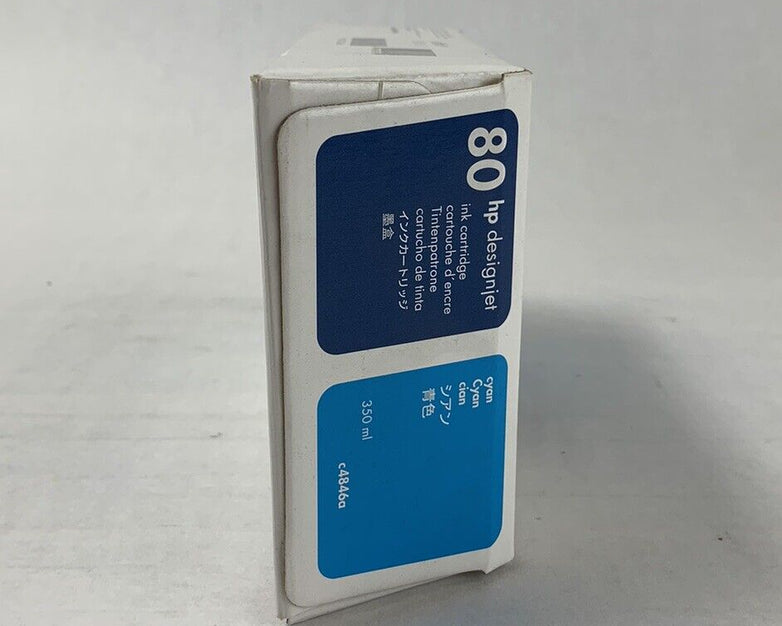 80 hp designjet
ink cartridge
cartouche d'encre
Tintenpatrone
cartucho de tinta
インクカートリッジ
墨盒
cyan
Cyan
cian
シアン
青色
350 ml
c4846a